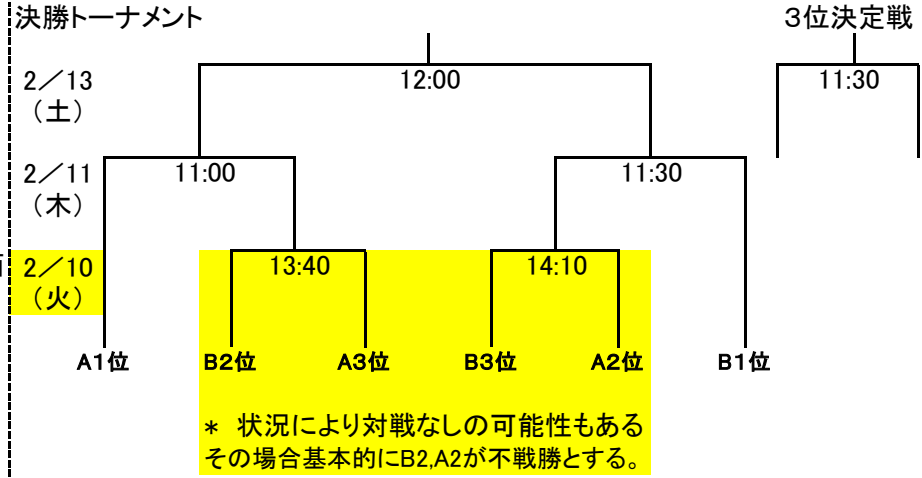 決勝トーナメント
3位決定戦
2／13
（土）
12:00
11:30
2／11
（木）
11:00
11:30
2／10
（火）
13:40
14:10
A1位
B2位
A3位
B3位
A2位
B1位
* 状況により対戦なしの可能性もある
その場合基本的にB2,A2が不戦勝とする。